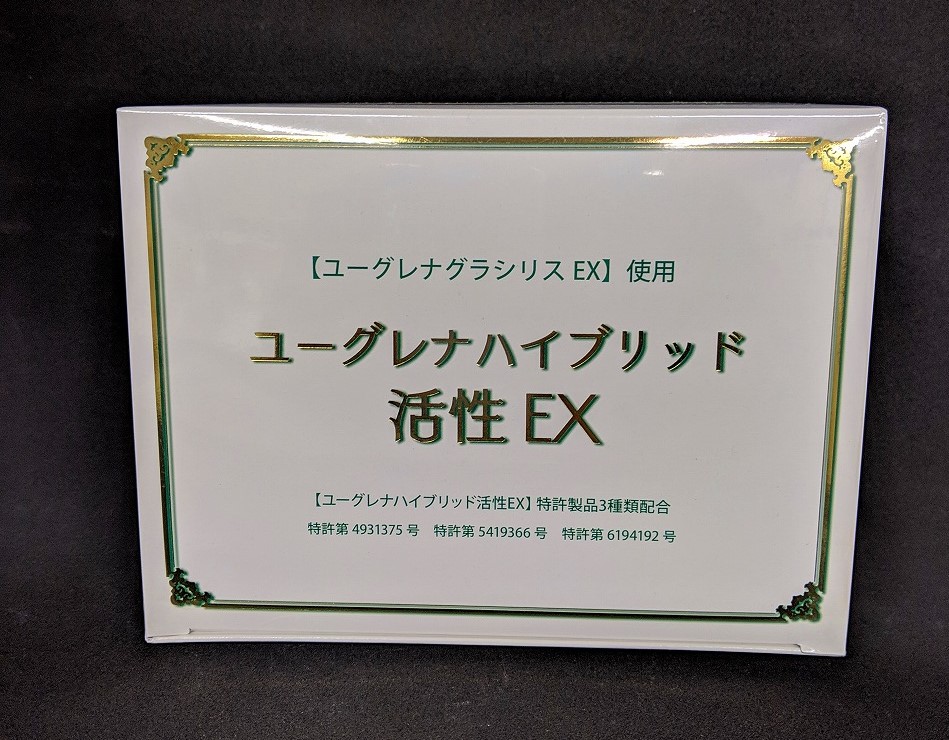 【ユーグレナグラシリス EX】使用
ユーグレナハイブリッド
活性 EX
【ユーグレナハイブリッド活性EX】特許製品3種類配合
特許第 4931375 号　特許第 5419366 号　特許第 6194192 号